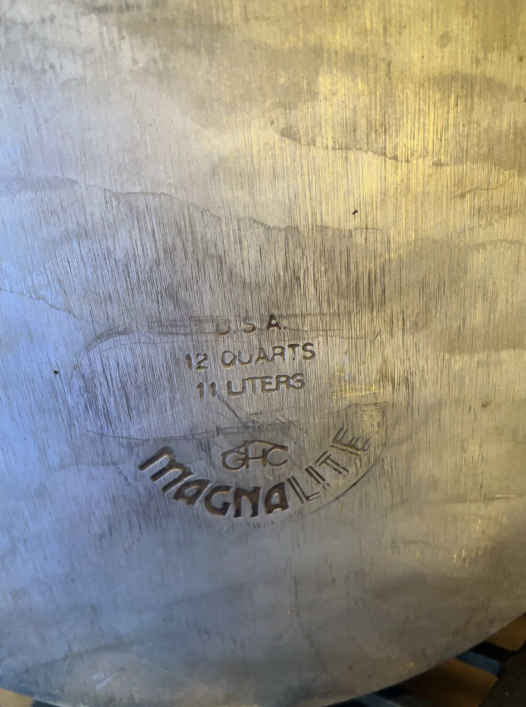 U.S.A.
12 QUARTS
11 LITERS
GHC
MAGNALITE